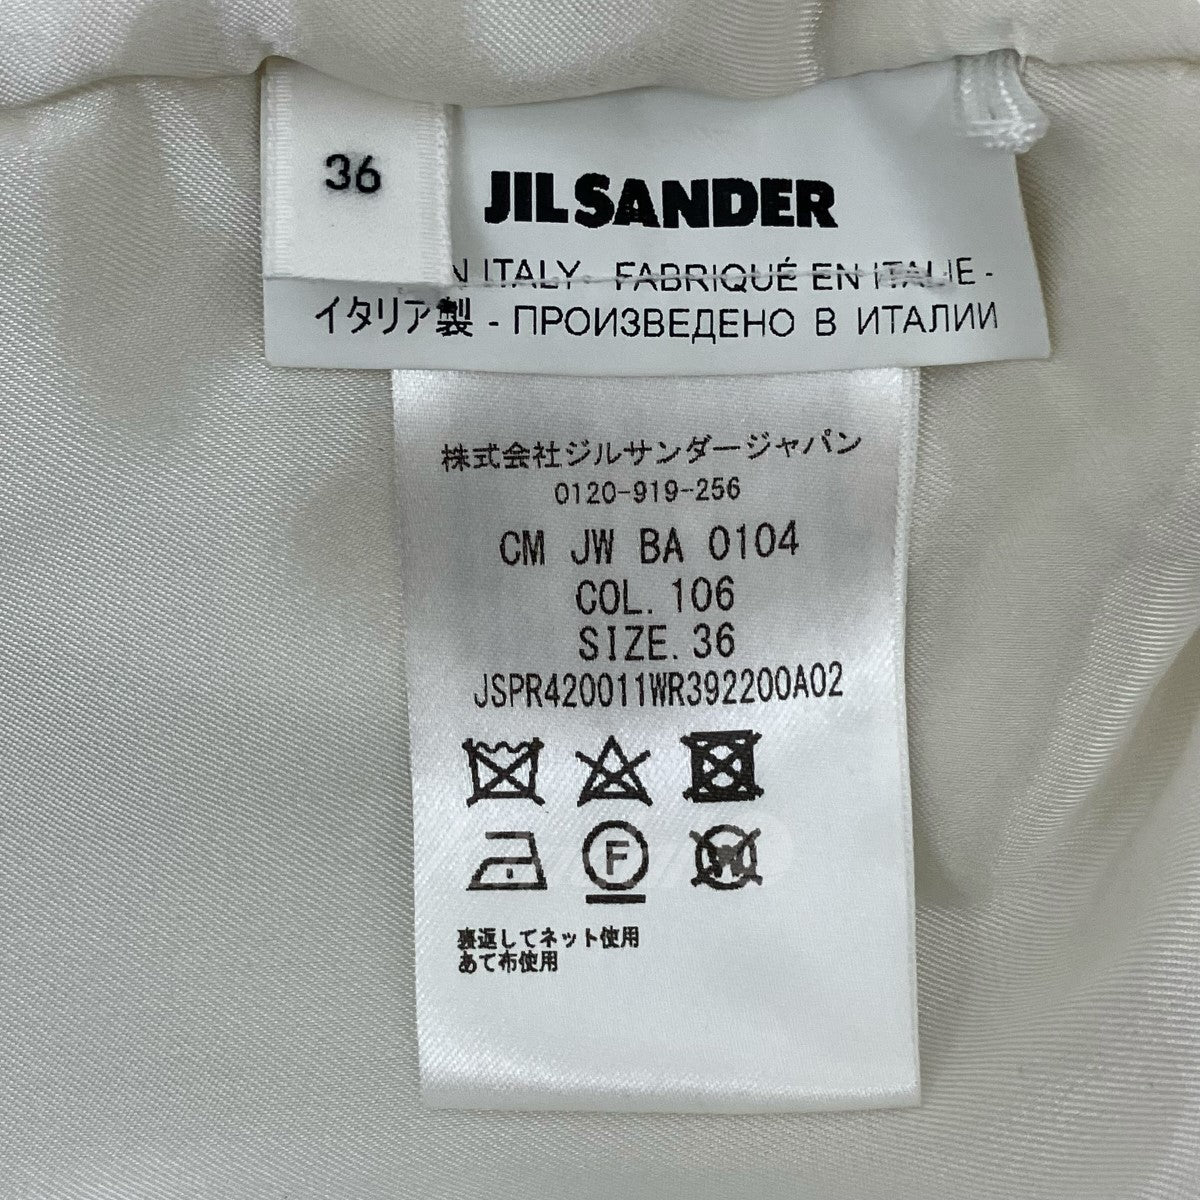 36
JIL SANDER
N ITALY - FABRIQUÉ EN ITALIE -
イタリア製 - ПРОИЗВЕДЕНО В ИТАЛИИ
株式会社ジルサンダージャパン
0120-919-256
CM JW BA 0104
COL. 106
SIZE. 36
JSPR420011WR392200A02
F
W
裏返してネット使用
あて布使用